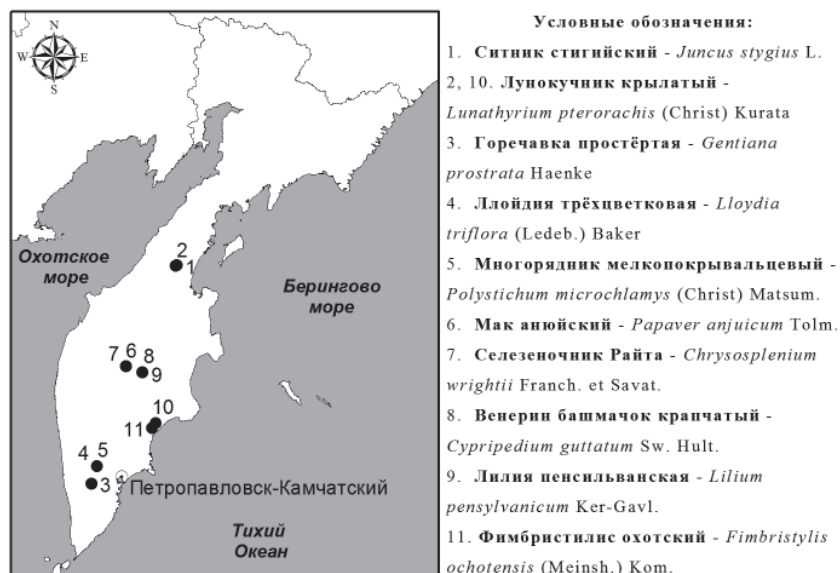 N
W E
S
Охотское
море
Берингово
море
2
1
6
7 8
9
10
11
4 5
3
Петропавловск-Камчатский
Тихий
Океан
Условные обозначения:
1. Ситник стигийский - Juncus stygius L.
2, 10. Лунокучник крылатый -
Lunathyrium pterorachis (Christ) Kurata
3. Горечавка простёртая - Gentiana
prostrata Haenke
4. Ллойдия трёхцветковая - Lloydia
triflora (Ledeb.) Baker
5. Многорядник мелкопокрывальцевый -
Polystichum microchlamys (Christ) Matsum.
6. Мак анюйский - Papaver anjuicum Tolm.
7. Селезеночник Райта - Chrysosplenium
wrightii Franch. et Savat.
8. Венерин башмачок крапчатый -
Cypripedium guttatum Sw. Hult.
9. Лилия пенсильванская - Lilium
pensylvanicum Ker-Gavl.
11. Фимбристилис охотский - Fimbristylis
ochotensis (Meinsh.) Kom.